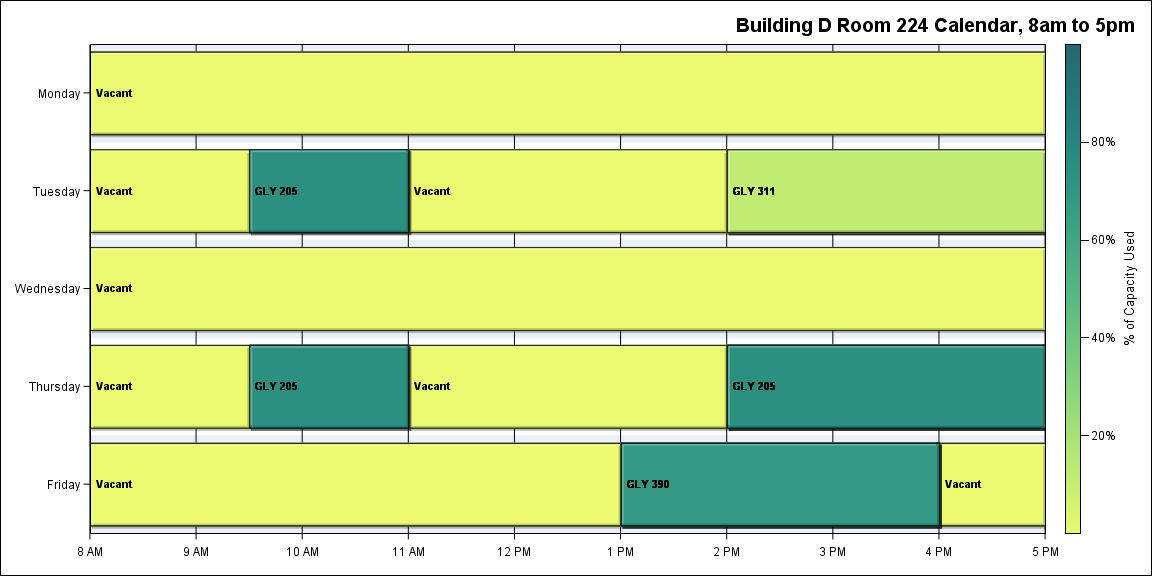 Building D Room 224 Calendar, 8am to 5pm
Monday
Vacant
Tuesday
Vacant
GLY 205
Vacant
GLY 311
Wednesday
Vacant
Thursday
Vacant
GLY 205
Vacant
GLY 205
Friday
Vacant
GLY 390
Vacant
8 AM
9 AM
10 AM
11 AM
12 PM
1 PM
2 PM
3 PM
4 PM
5 PM
80%
60%
40%
20%
% of Capacity Used